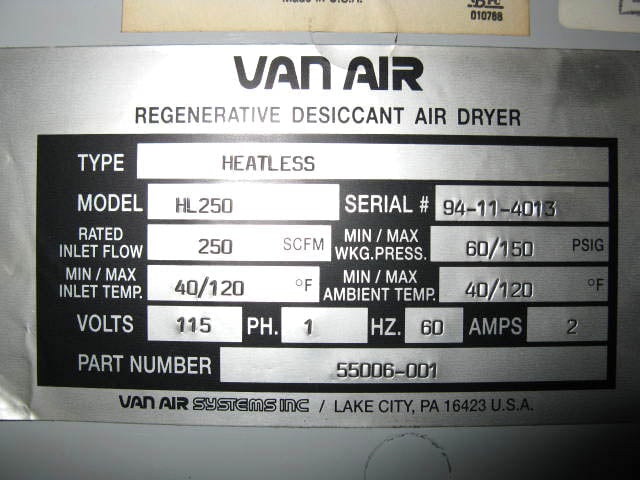 Made in U.S.A.
010788
VAN AIR
REGENERATIVE DESICCANT AIR DRYER
TYPE HEATLESS
MODEL HL250 SERIAL # 94-11-4013
RATED INLET FLOW 250 SCFM MIN / MAX WKG.PRESS. 60/150 PSIG
MIN / MAX INLET TEMP. 40/120 °F MIN / MAX AMBIENT TEMP. 40/120 °F
VOLTS 115 PH. 1 HZ. 60 AMPS 2
PART NUMBER 55006-001
VAN AIR SYSTEMS INC / LAKE CITY, PA 16423 U.S.A.